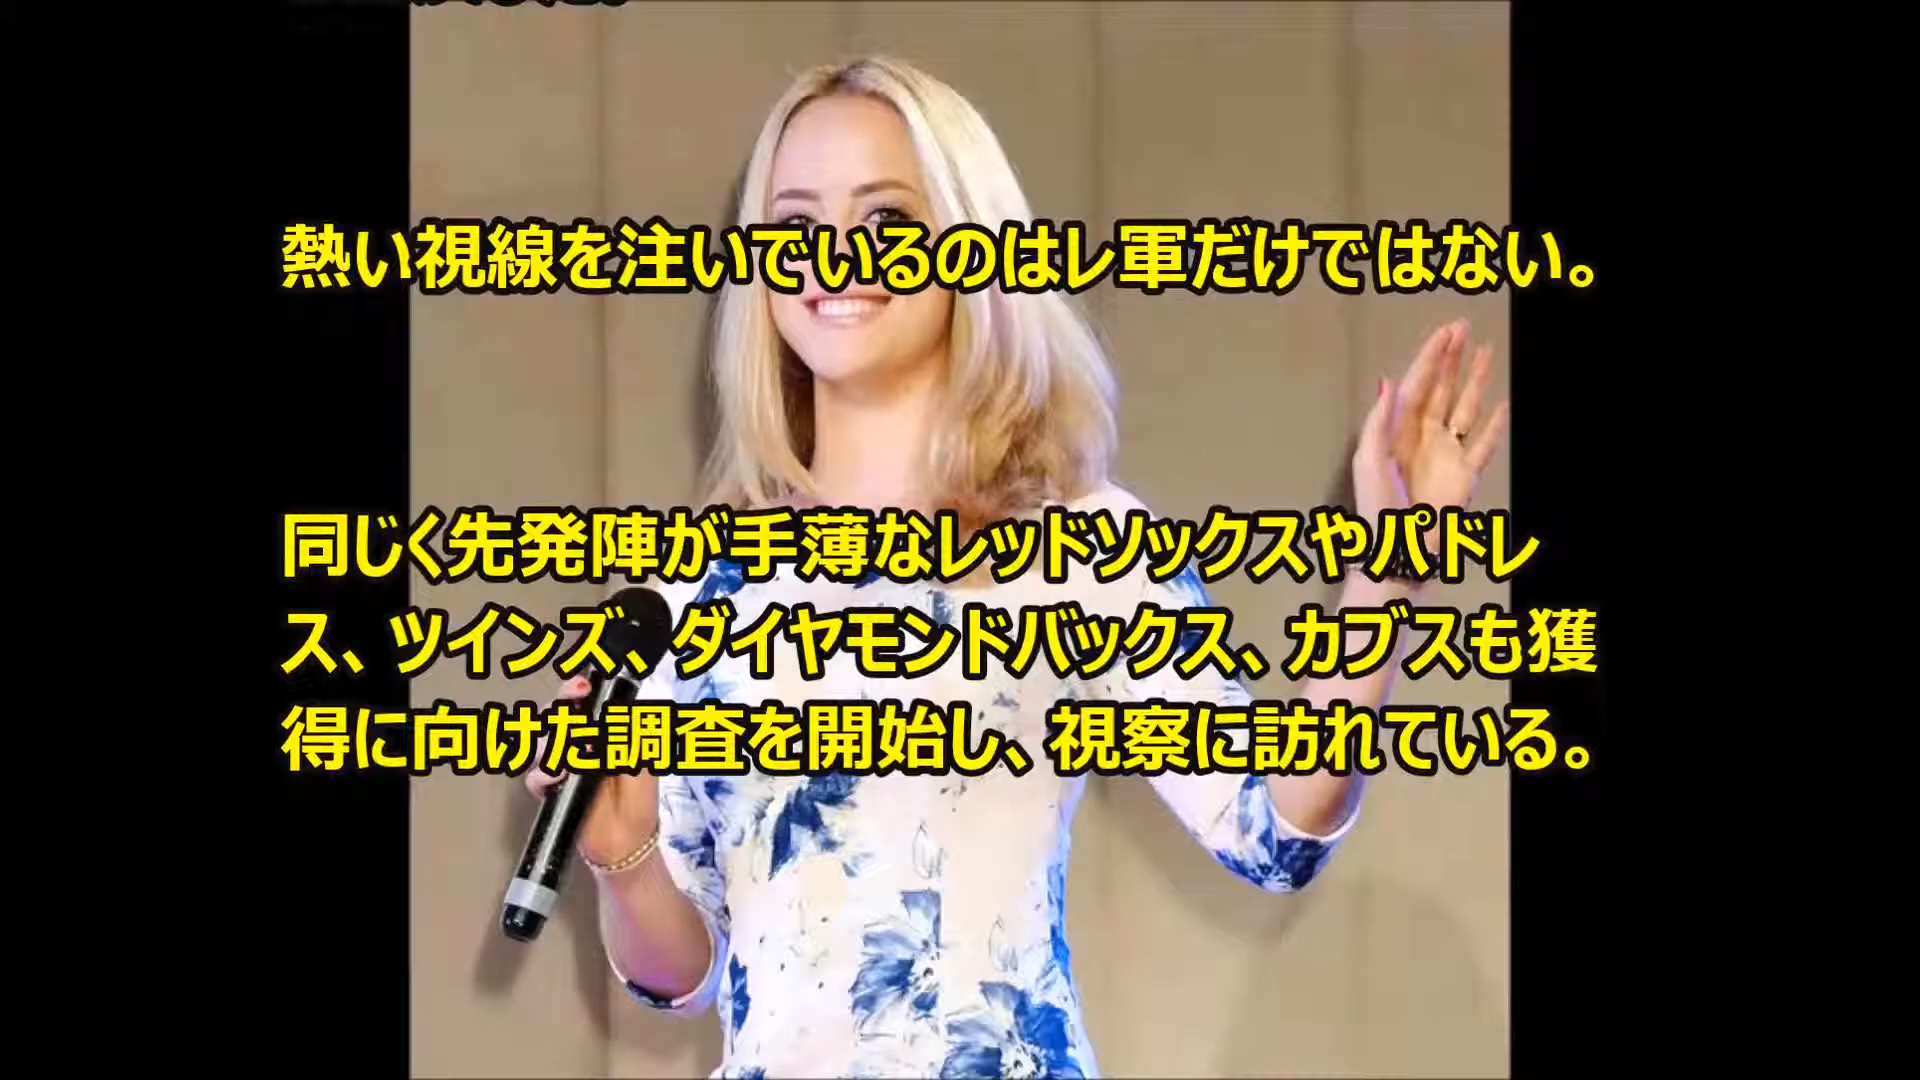 熱い視線を注いでいるのはレ軍だけではない。
同じく先発陣が手薄なレッドソックスやパドレ
ス、ツインズ、ダイヤモンドバックス、カブスも獲
得に向けた調査を開始し、視察に訪れている。